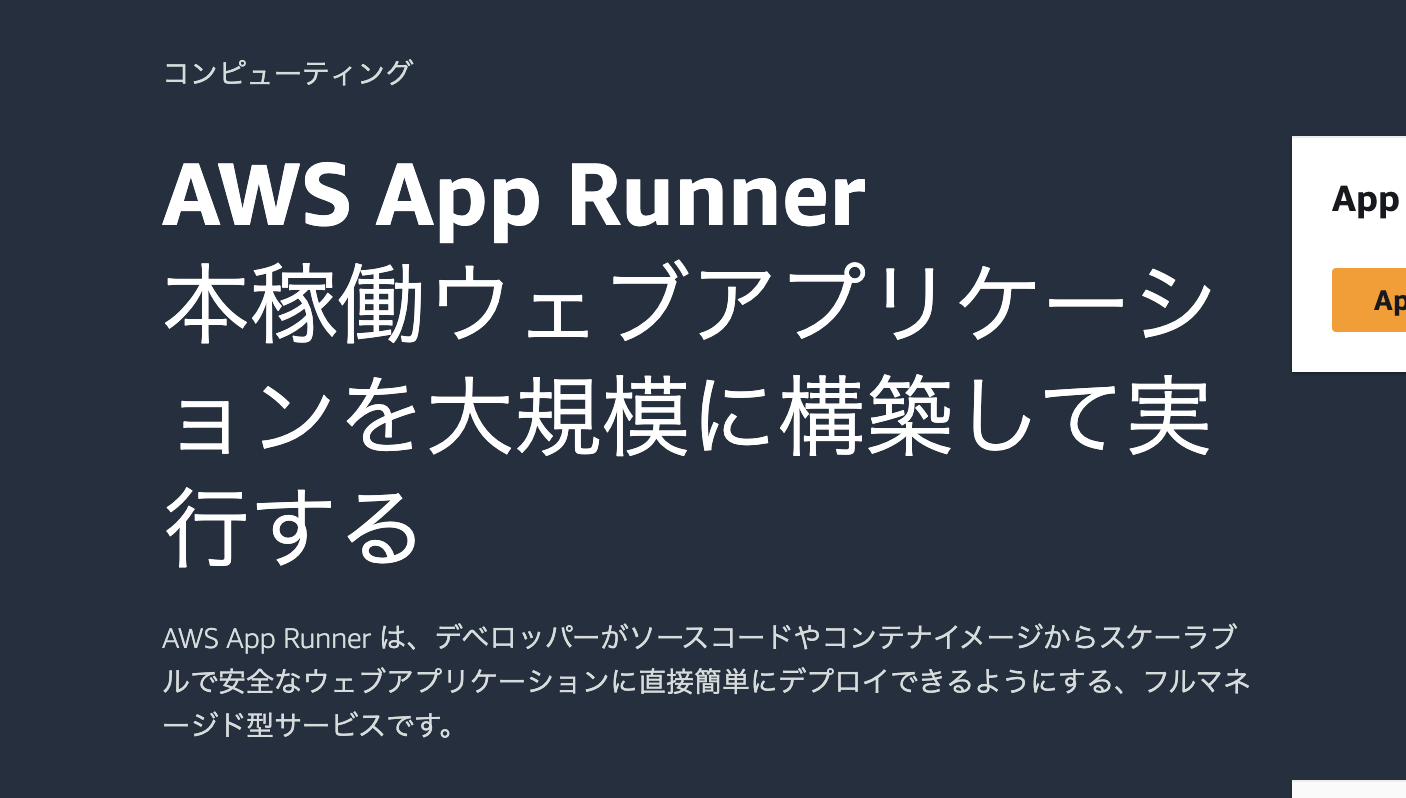 コンピューティング
AWS App Runner
本稼働ウェブアプリケーシ
ョンを大規模に構築して実
行する
AWS App Runner は、デベロッパーがソースコードやコンテナイメージからスケーラブ
ルで安全なウェブアプリケーションに直接簡単にデプロイできるようにする、フルマネ
ージド型サービスです。
App
Ap